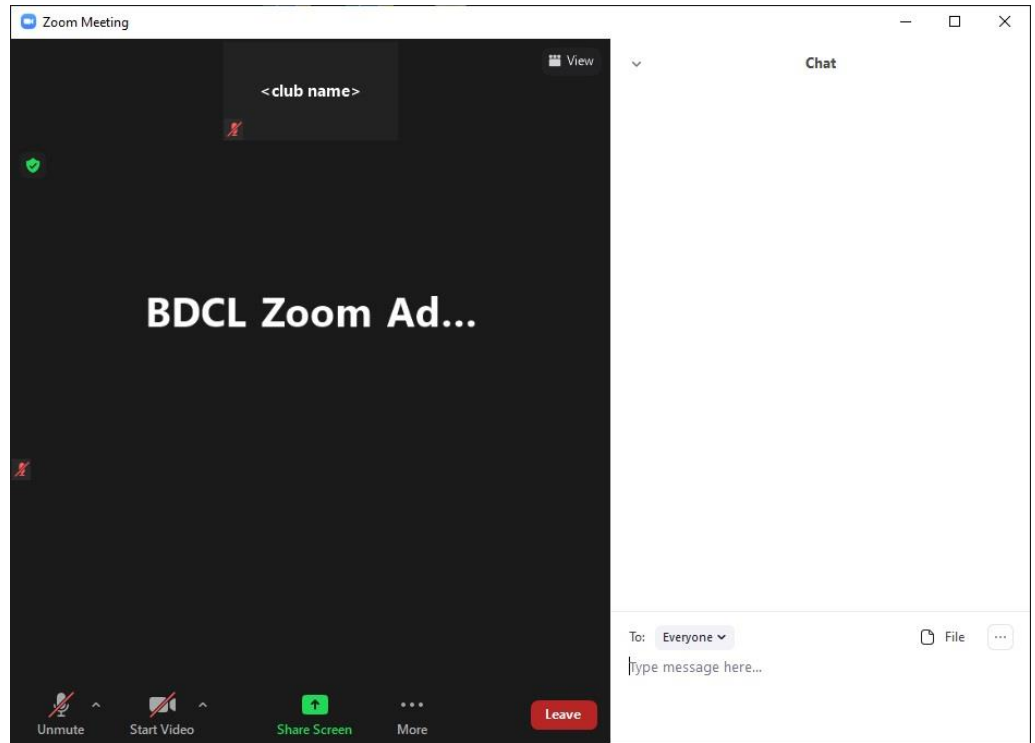 Zoom Meeting
<club name>
View
BDCL Zoom Ad...
Unmute
Start Video
Share Screen
More
Leave
Chat
To: Everyone
File
Type message here...